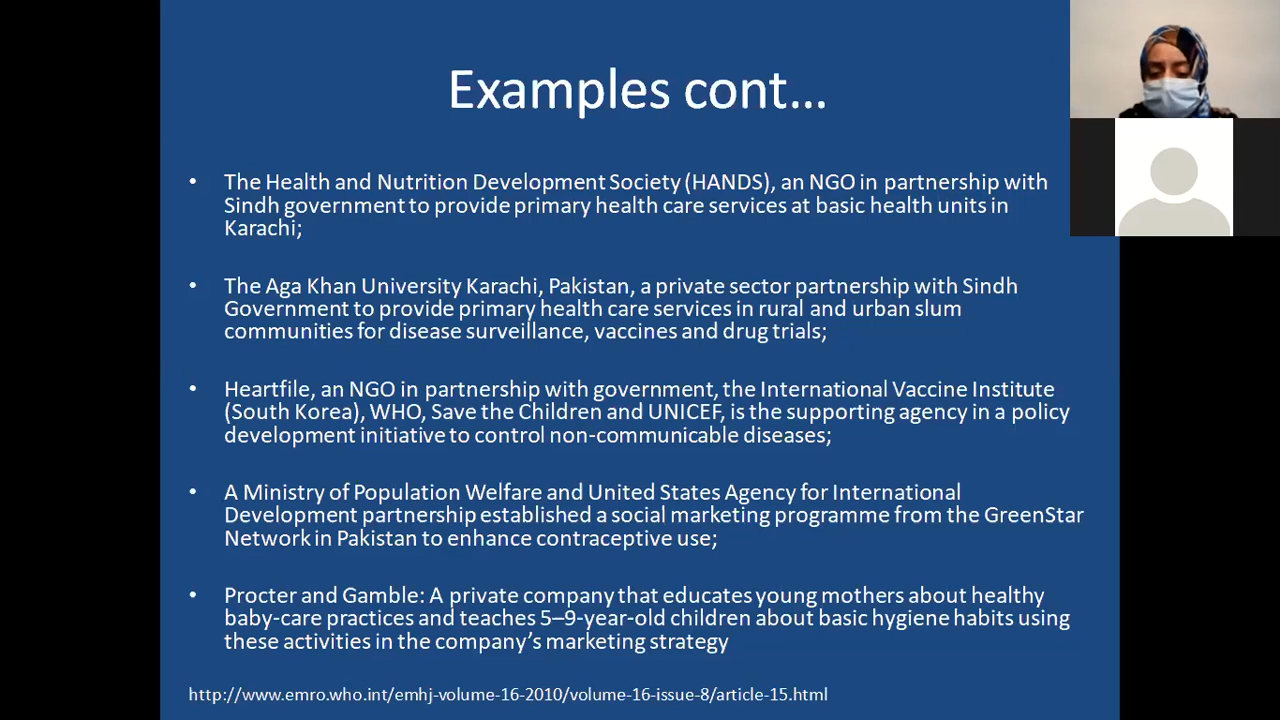 Examples cont...
• The Health and Nutrition Development Society (HANDS), an NGO in partnership with
Sindh government to provide primary health care services at basic health units in
Karachi;
• The Aga Khan University Karachi, Pakistan, a private sector partnership with Sindh
Government to provide primary health care services in rural and urban slum
communities for disease surveillance, vaccines and drug trials;
• Heartfile, an NGO in partnership with government, the International Vaccine Institute
(South Korea), WHO, Save the Children and UNICEF, is the supporting agency in a policy
development initiative to control non-communicable diseases;
• A Ministry of Population Welfare and United States Agency for International
Development partnership established a social marketing programme from the GreenStar
Network in Pakistan to enhance contraceptive use;
• Procter and Gamble: A private company that educates young mothers about healthy
baby-care practices and teaches 5–9-year-old children about basic hygiene habits using
these activities in the company's marketing strategy
http://www.emro.who.int/emhj-volume-16-2010/volume-16-issue-8/article-15.html